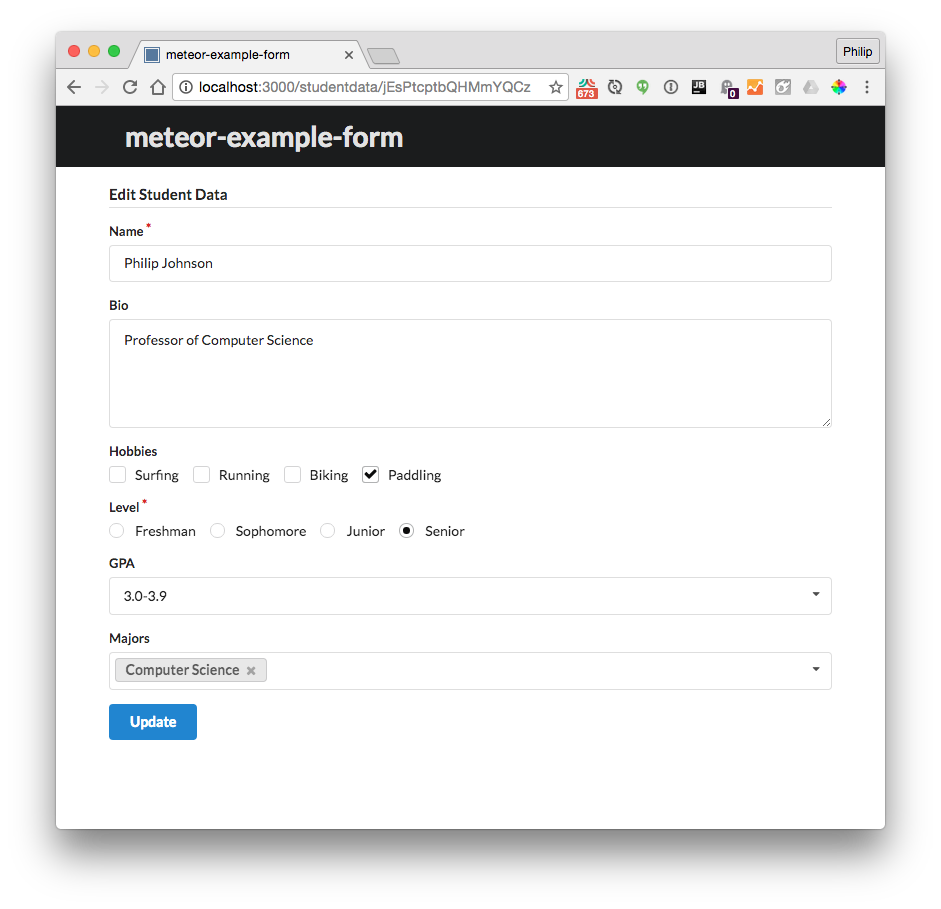 meteor-example-form
Philip
localhost:3000/studentdata/jEsPtcptbQHMmYQCz
673
JB
0
meteor-example-form
Edit Student Data
Name *
Philip Johnson
Bio
Professor of Computer Science
Hobbies
Surfing Running Biking Paddling
Level *
Freshman Sophomore Junior Senior
GPA
3.0-3.9
Majors
Computer Science
Update